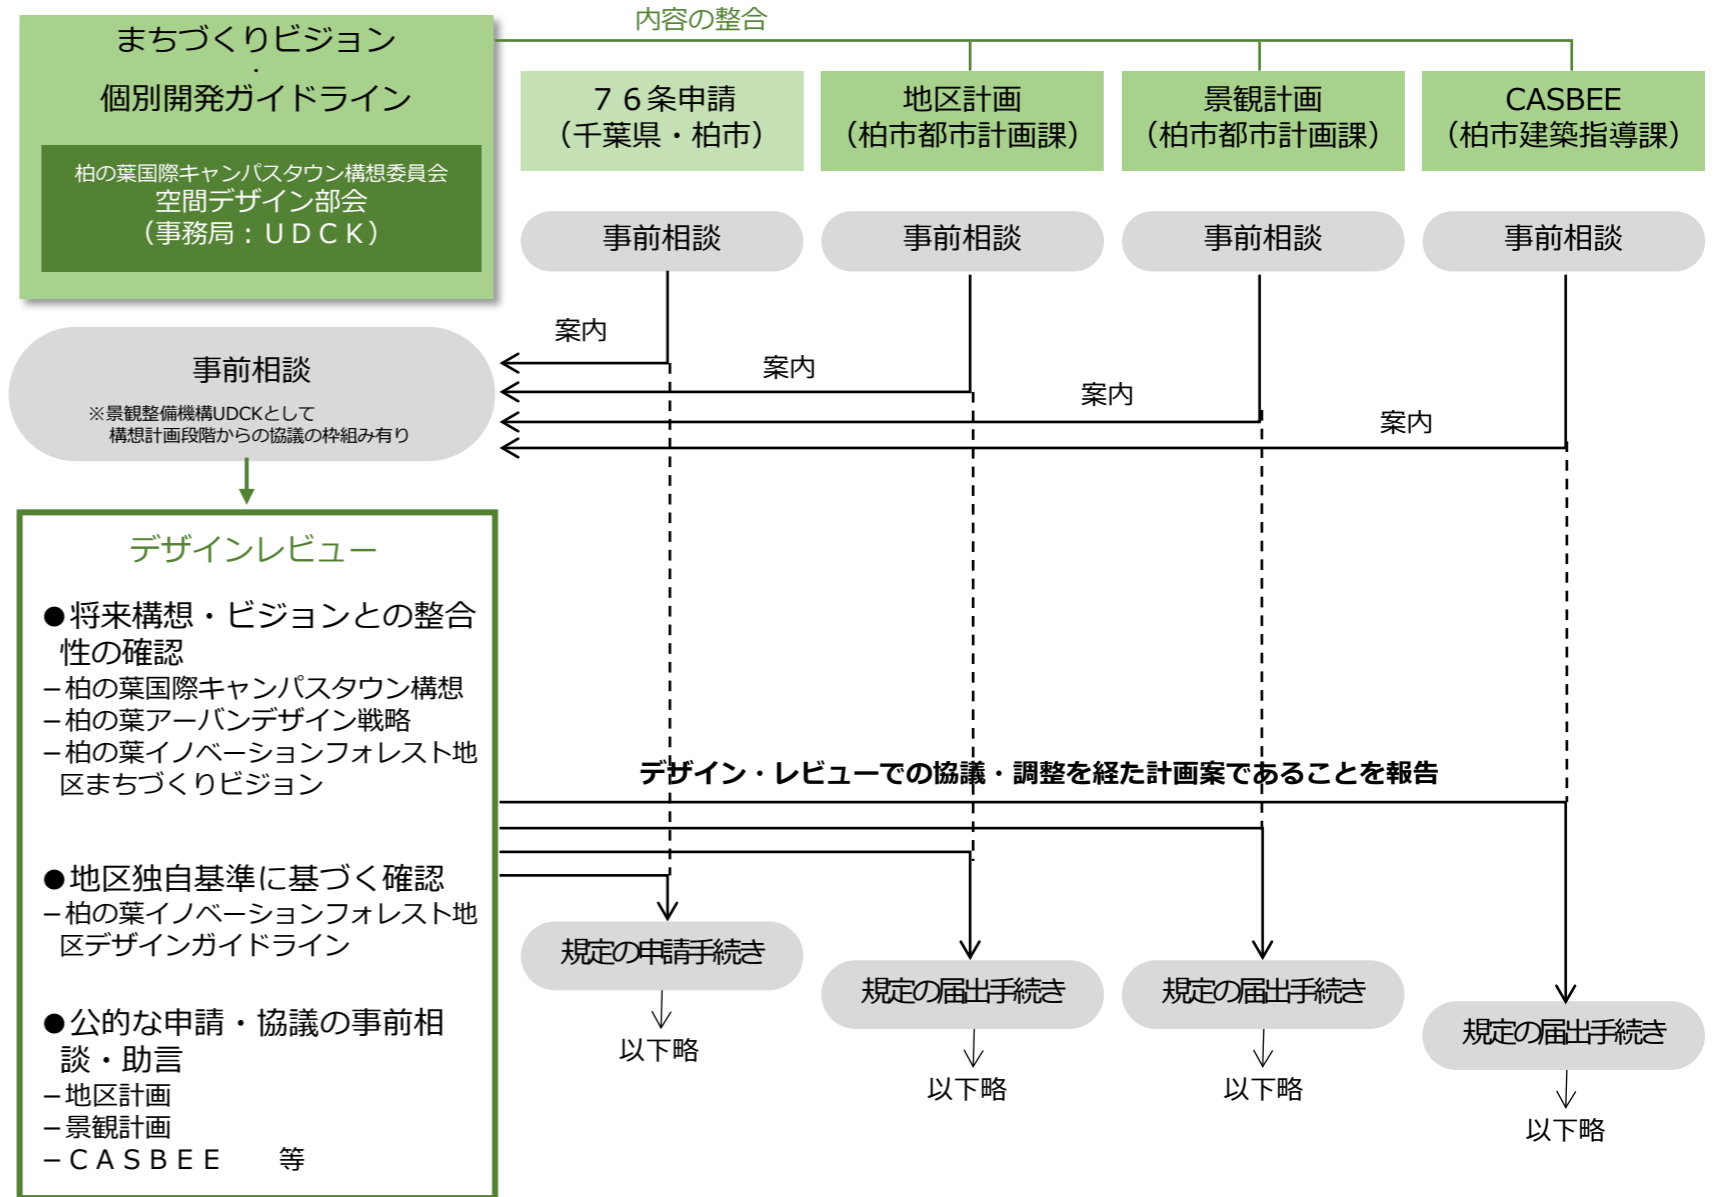 内容の整合
まちづくりビジョン
・
個別開発ガイドライン
柏の葉国際キャンパスタウン構想委員会
空間デザイン部会
（事務局：ＵＤＣＫ）
７６条申請
（千葉県・柏市）
地区計画
（柏市都市計画課）
景観計画
（柏市都市計画課）
CASBEE
（柏市建築指導課）
事前相談
事前相談
事前相談
事前相談
案内
案内
案内
案内
事前相談
※景観整備機構UDCKとして
構想計画段階からの協議の枠組み有り
デザインレビュー
●将来構想・ビジョンとの整合
性の確認
－柏の葉国際キャンパスタウン構想
－柏の葉アーバンデザイン戦略
－柏の葉イノベーションフォレスト地
区まちづくりビジョン
●地区独自基準に基づく確認
－柏の葉イノベーションフォレスト地
区デザインガイドライン
●公的な申請・協議の事前相
談・助言
－地区計画
－景観計画
－ＣＡＳＢＥＥ　等
デザイン・レビューでの協議・調整を経た計画案であることを報告
規定の申請手続き
以下略
規定の届出手続き
以下略
規定の届出手続き
以下略
規定の届出手続き
以下略